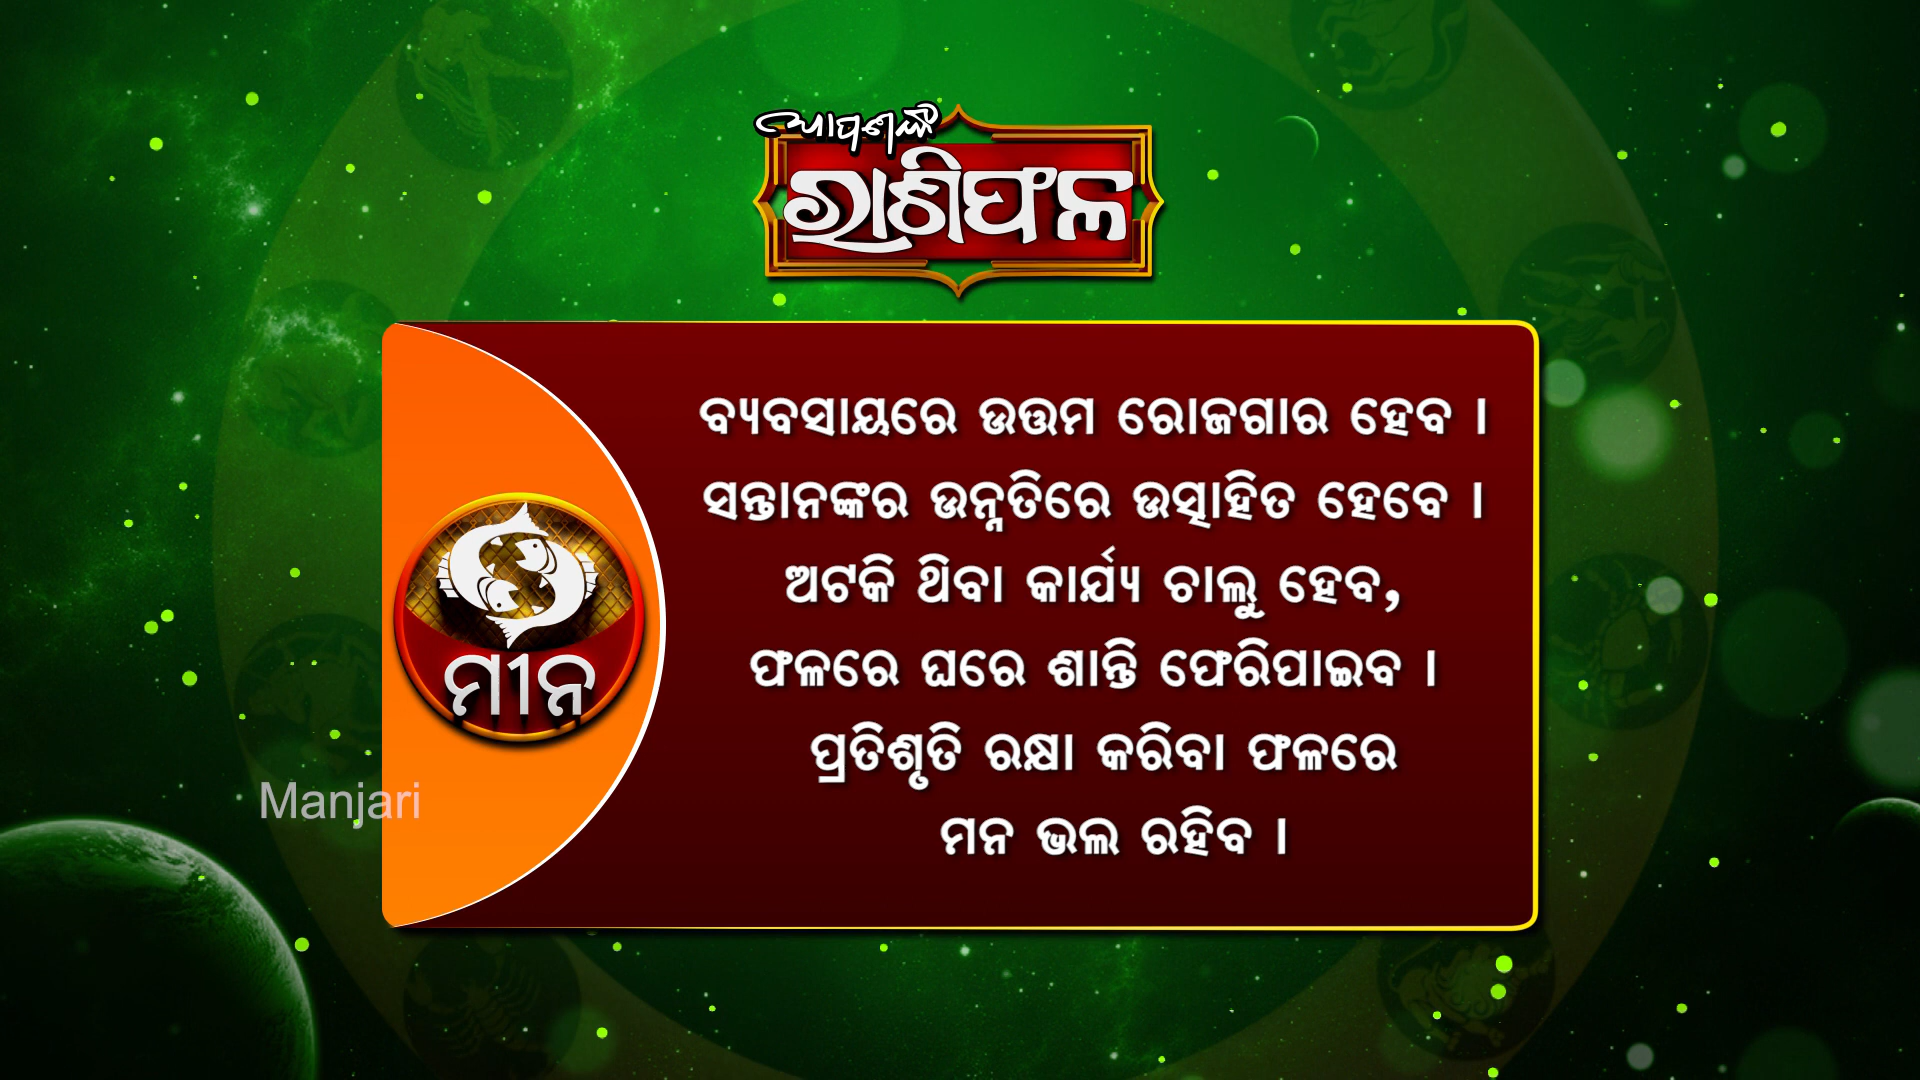 ଆପଣଙ୍କ
ରାଶିଫଳ
ବ୍ୟବସାୟରେ ଉତ୍ତମ ରୋଜଗାର ହେବ ।
ସନ୍ତାନଙ୍କର ଉନ୍ନତିରେ ଉତ୍ସାହିତ ହେବେ ।
ଅଟକି ଥିବା କାର୍ଯ୍ୟ ଚାଲୁ ହେବ,
ଫଳରେ ଘରେ ଶାନ୍ତି ଫେରିପାଇବ ।
ପ୍ରତିଶୃତି ରକ୍ଷା କରିବା ଫଳରେ
ମନ ଭଲ ରହିବ ।
ମୀନ
Manjari